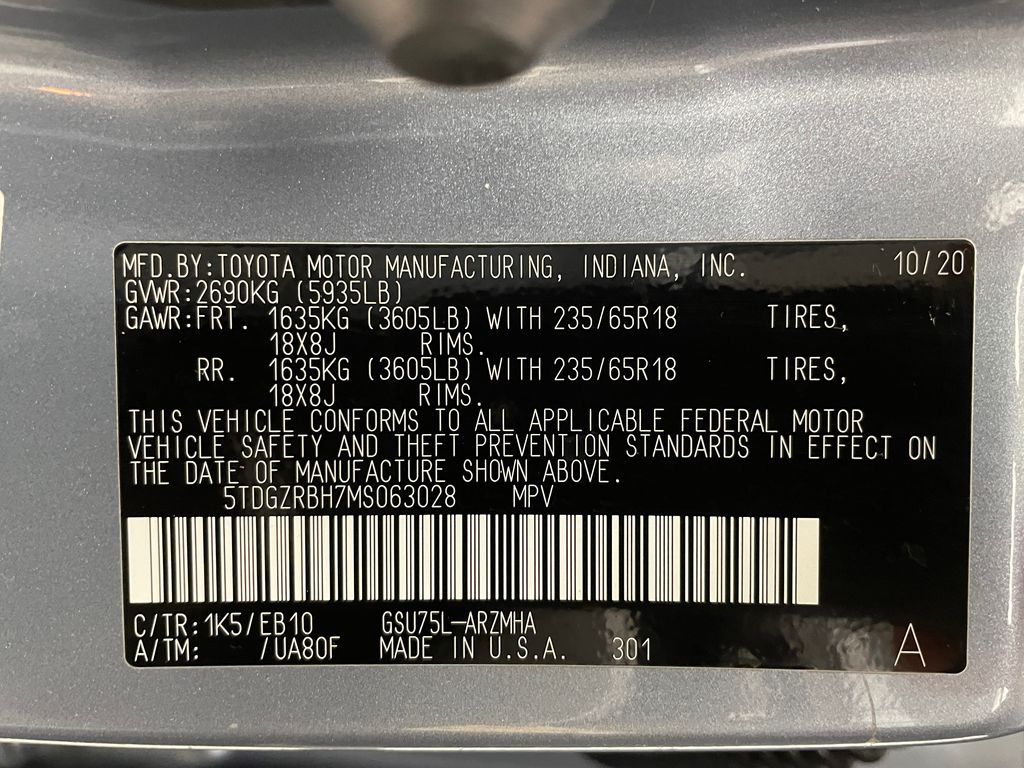 MFD.BY:TOYOTA MOTOR MANUFACTURING, INDIANA, INC. 10/20
GVWR:2690KG (5935LB)
GAWR:FRT. 1635KG (3605LB) WITH 235/65R18 TIRES,
18X8J RIMS.
RR. 1635KG (3605LB) WITH 235/65R18 TIRES,
18X8J RIMS.
THIS VEHICLE CONFORMS TO ALL APPLICABLE FEDERAL MOTOR
VEHICLE SAFETY AND THEFT PREVENTION STANDARDS IN EFFECT ON
THE DATE OF MANUFACTURE SHOWN ABOVE.
5TDGZRBH7MS063028 MPV
C/TR:1K5/EB10 GSU75L-ARZMHA
A/TM: /UA80F MADE IN U.S.A. 301 A